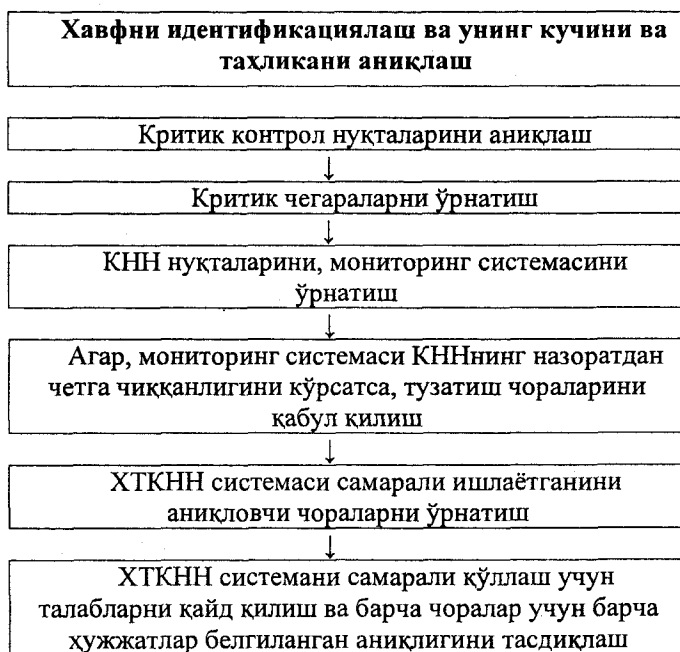 Хавфни идентификациялаш ва унинг кучини ва
таҳликани аниқлаш
Критик контрол нуқталарини аниқлаш
↓
Критик чегараларни ўрнатиш
↓
КНН нуқталарини, мониторинг системасини
ўрнатиш
↓
Агар, мониторинг системаси КННнинг назоратдан
четга чиққанлигини кўрсатса, тузатиш чораларини
қабул қилиш
↓
ХТКНН системаси самарали ишлаётганини
аниқловчи чораларни ўрнатиш
↓
ХТКНН системани самарали қўллаш учун
талабларни қайд қилиш ва барча чоралар учун барча
ҳужжатлар белгиланган аниқлигини тасдиқлаш